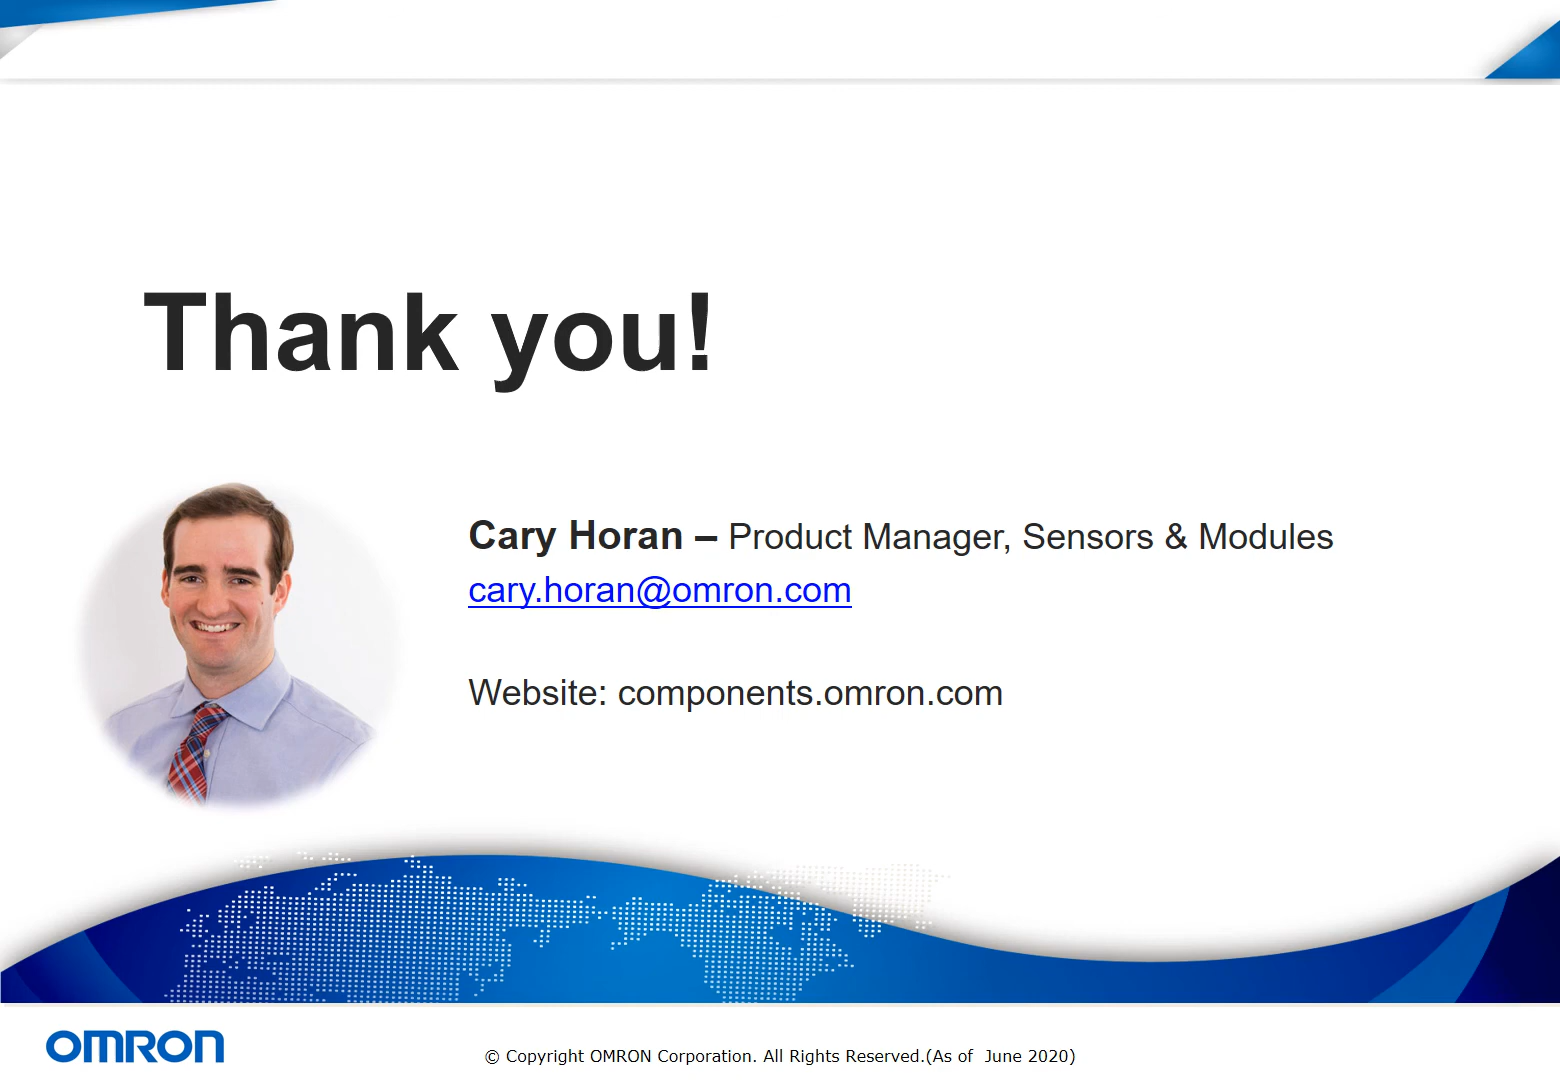 Thank you!
Cary Horan – Product Manager, Sensors & Modules
cary.horan@omron.com
Website: components.omron.com
OMRON
© Copyright OMRON Corporation. All Rights Reserved.(As of  June 2020)